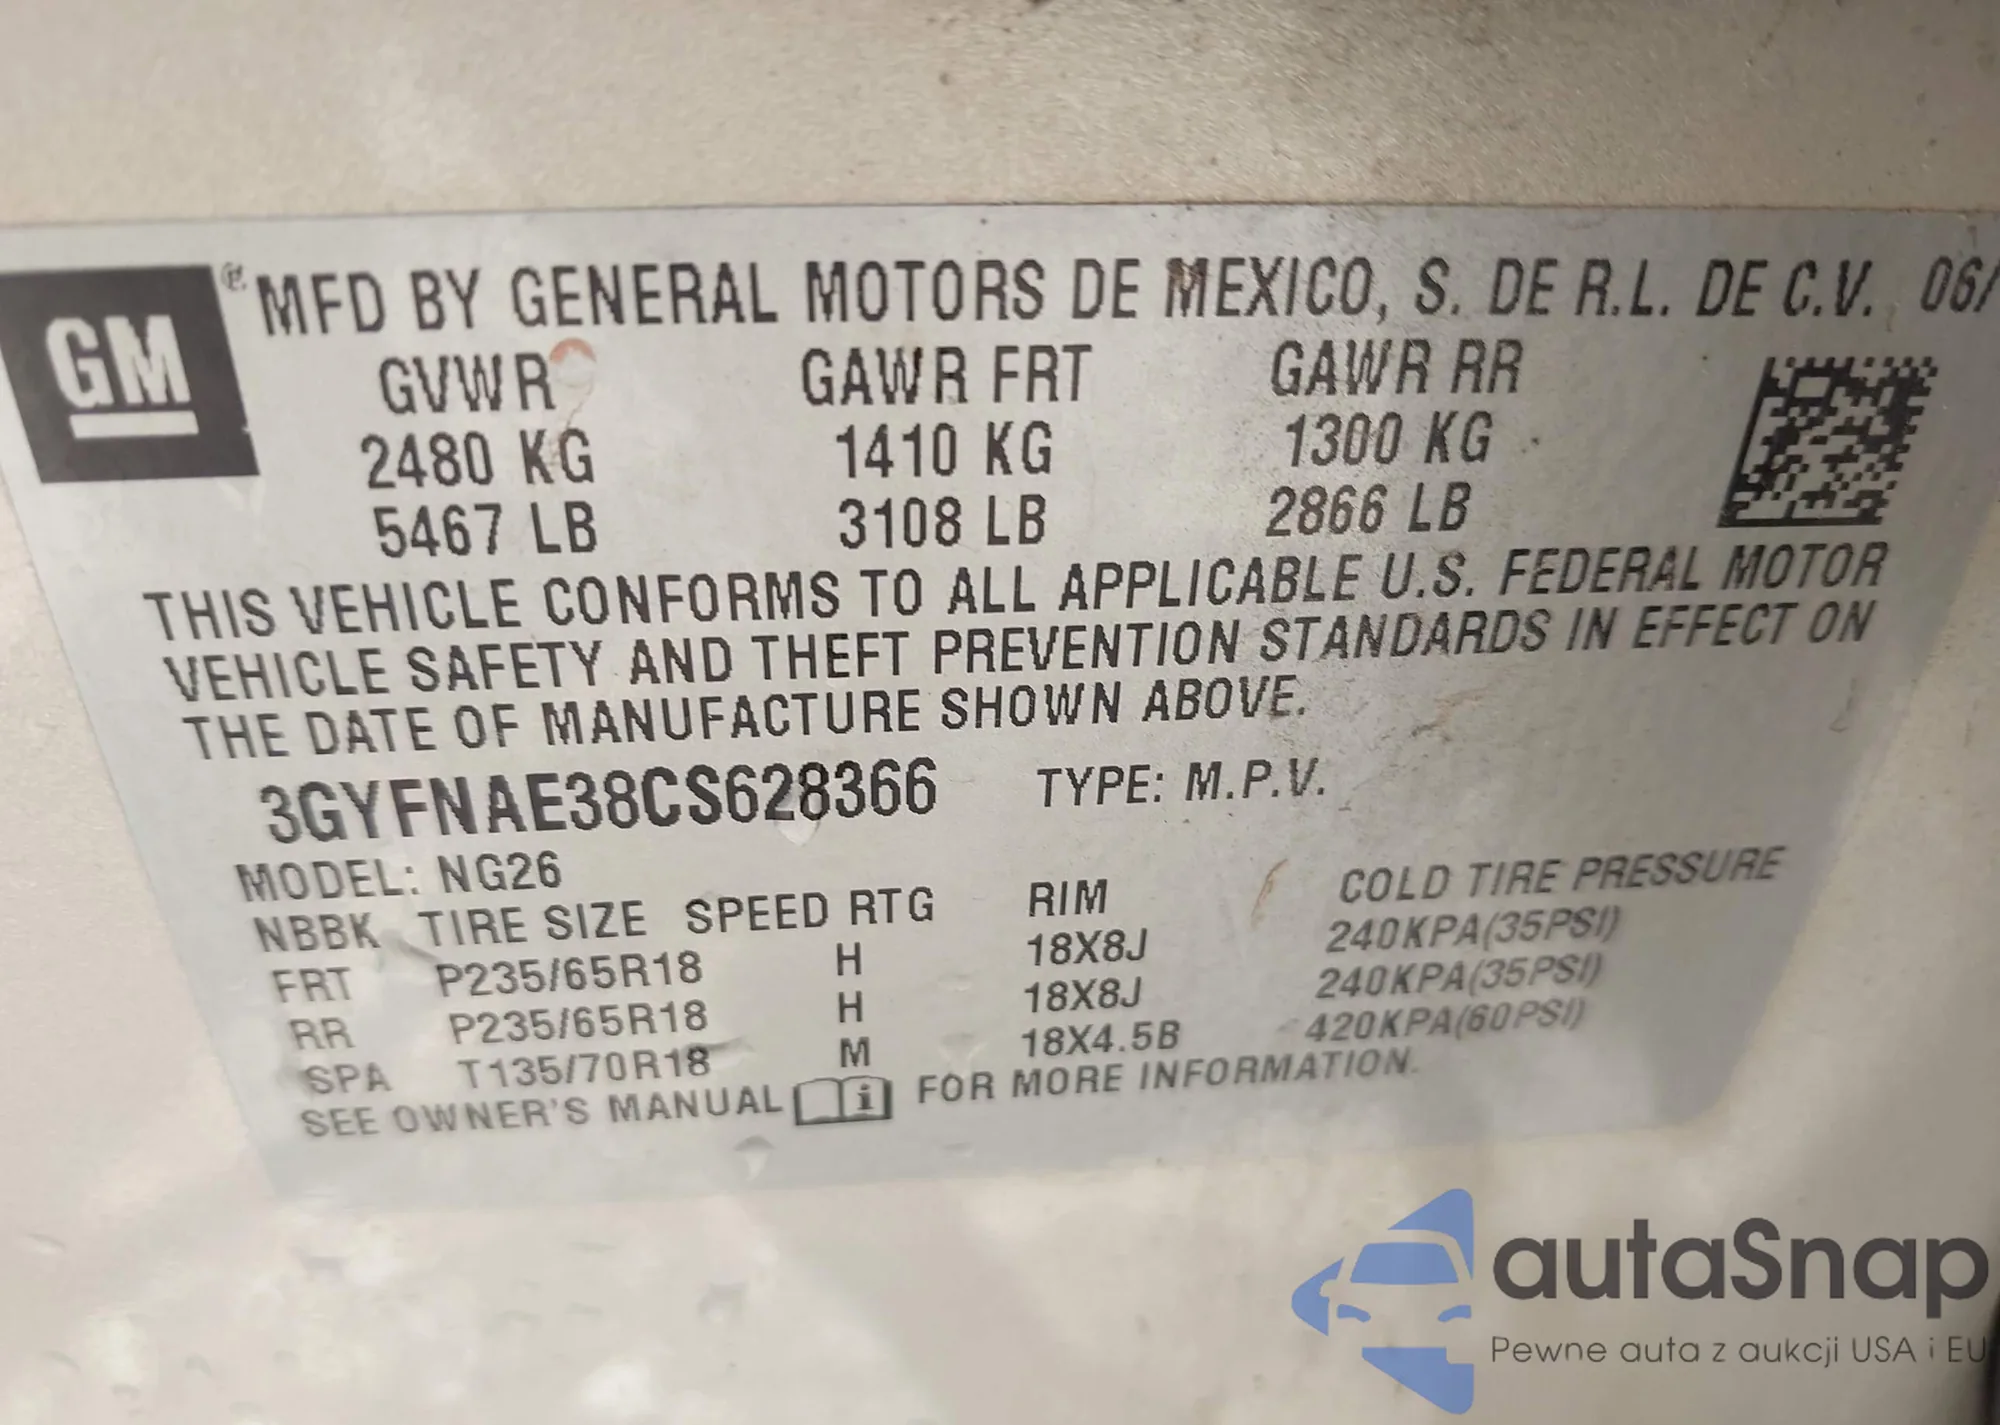 GM ® MFD BY GENERAL MOTORS DE MEXICO, S. DE R.L. DE C.V. 06/
GVWR GAWR FRT GAWR RR
2480 KG 1410 KG 1300 KG
5467 LB 3108 LB 2866 LB
THIS VEHICLE CONFORMS TO ALL APPLICABLE U.S. FEDERAL MOTOR
VEHICLE SAFETY AND THEFT PREVENTION STANDARDS IN EFFECT ON
THE DATE OF MANUFACTURE SHOWN ABOVE.
3GYFNAE38CS628366 TYPE: M.P.V.
MODEL: NG26
NBBK TIRE SIZE SPEED RTG RIM COLD TIRE PRESSURE
FRT P235/65R18 H 18X8J 240KPA(35PSI)
RR P235/65R18 H 18X8J 240KPA(35PSI)
SPA T135/70R18 M 18X4.5B 420KPA(60PSI)
SEE OWNER'S MANUAL i FOR MORE INFORMATION.
autaSnap
Pewne auta z aukcji USA i EU